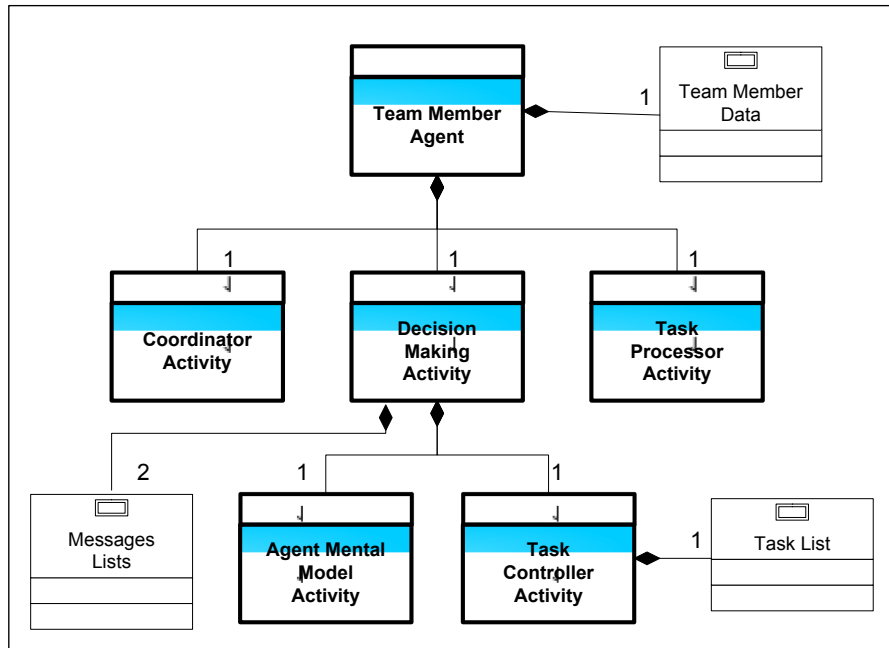 Team Member
Agent
1
Team Member
Data
1
1
1
Coordinator
Activity
Decision
Making
Activity
Task
Processor
Activity
2
1
1
Messages
Lists
Agent Mental
Model
Activity
Task
Controller
Activity
1
Task List